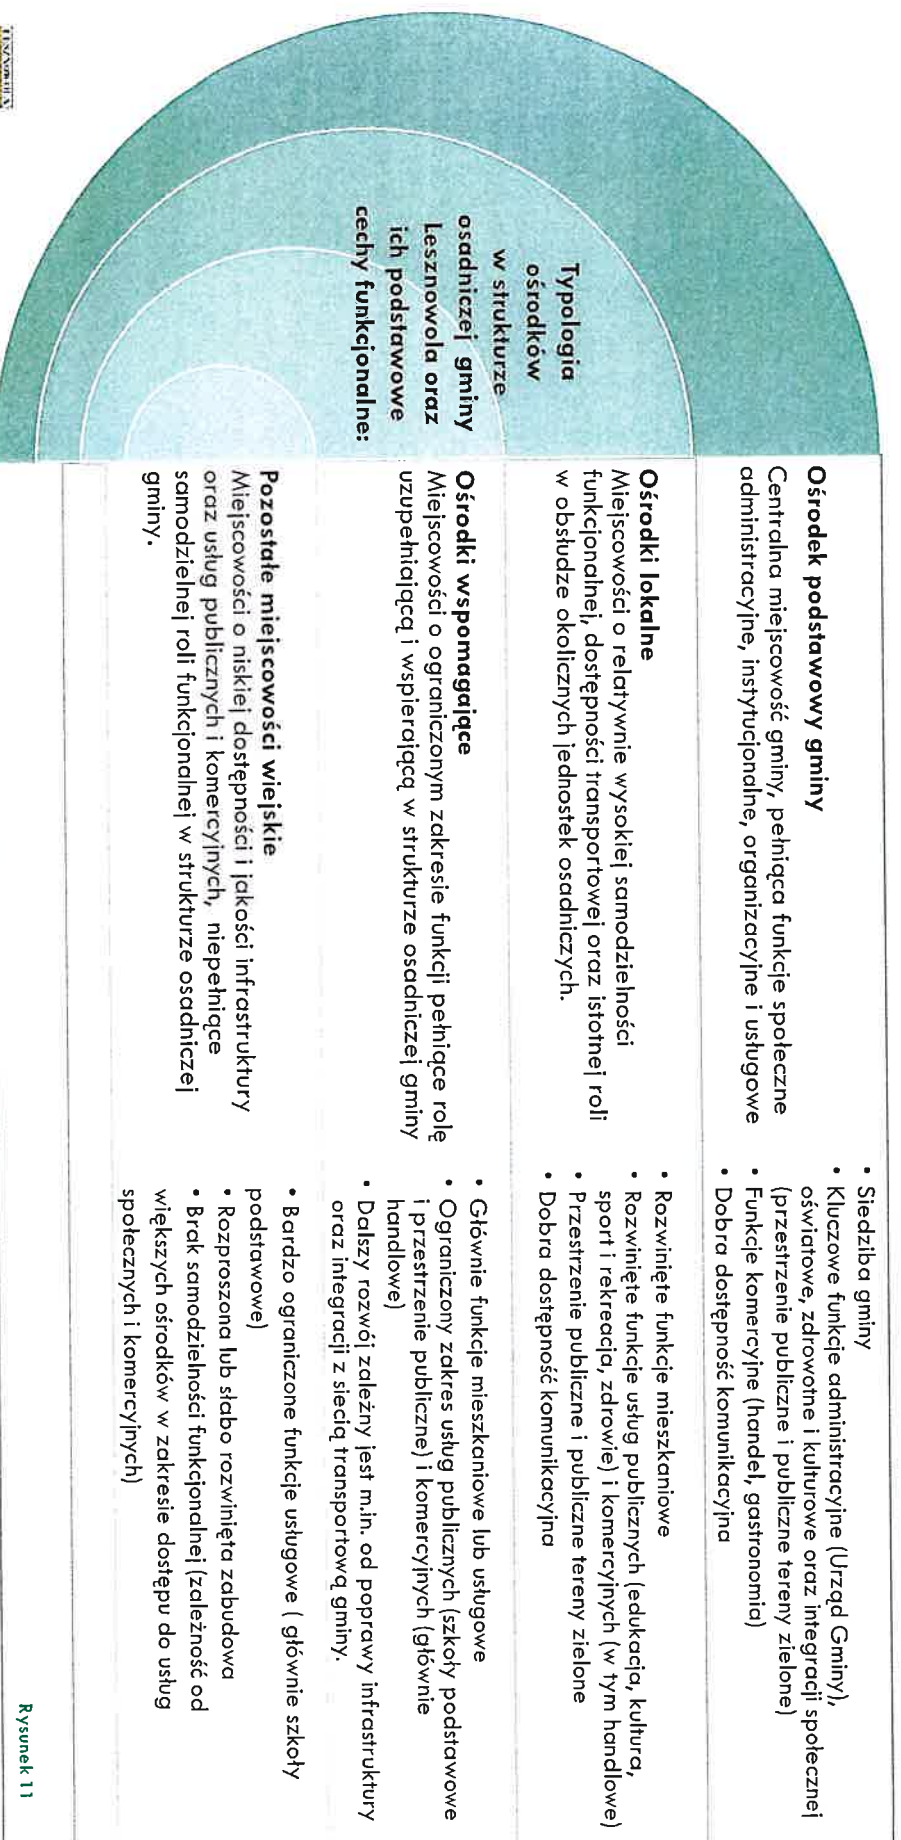 Typologia
ośrodków
w strukturze
osadniczej gminy
Lesznowola oraz
ich podstawowe
cechy funkcjonalne:
Ośrodek podstawowy gminy
Centralna miejscowość gminy, pełniąca funkcje społeczne
administracyjne, instytucjonalne, organizacyjne i usługowe
• Siedziba gminy
• Kluczowe funkcje administracyjne (Urząd Gminy),
oświatowe, zdrowotne i kulturowe oraz integracji społecznej
(przestrzenie publiczne i publiczne tereny zielone)
• Funkcje komercyjne (handel, gastronomia)
• Dobra dostępność komunikacyjna
Ośrodki lokalne
Miejscowości o relatywnie wysokiej samodzielności
funkcjonalnej, dostępności transportowej oraz istotnej roli
w obsłudze okolicznych jednostek osadniczych.
• Rozwinięte funkcje mieszkaniowe
• Rozwinięte funkcje usług publicznych (edukacja, kultura,
sport i rekreacja, zdrowie) i komercyjnych (w tym handlowe)
• Przestrzenie publiczne i publiczne tereny zielone
• Dobra dostępność komunikacyjna
Ośrodki wspomagające
Miejscowości o ograniczonym zakresie funkcji pełniące rolę
uzupełniającą i wspierającą w strukturze osadniczej gminy
• Głównie funkcje mieszkaniowe lub usługowe
• Ograniczony zakres usług publicznych (szkoły podstawowe
i przestrzenie publiczne) i komercyjnych (głównie
handlowe)
• Dalszy rozwój zależny jest m.in. od poprawy infrastruktury
oraz integracji z siecią transportową gminy.
Pozostałe miejscowości wiejskie
Miejscowości o niskiej dostępności i jakości infrastruktury
oraz usług publicznych i komercyjnych, niepełniące
samodzielnej roli funkcjonalnej w strukturze osadniczej
gminy.
• Bardzo ograniczone funkcje usługowe ( głównie szkoły
podstawowe)
• Rozproszona lub słabo rozwinięta zabudowa
• Brak samodzielności funkcjonalnej (zależność od
większych ośrodków w zakresie dostępu do usług
społecznych i komercyjnych)
Rysunek 11